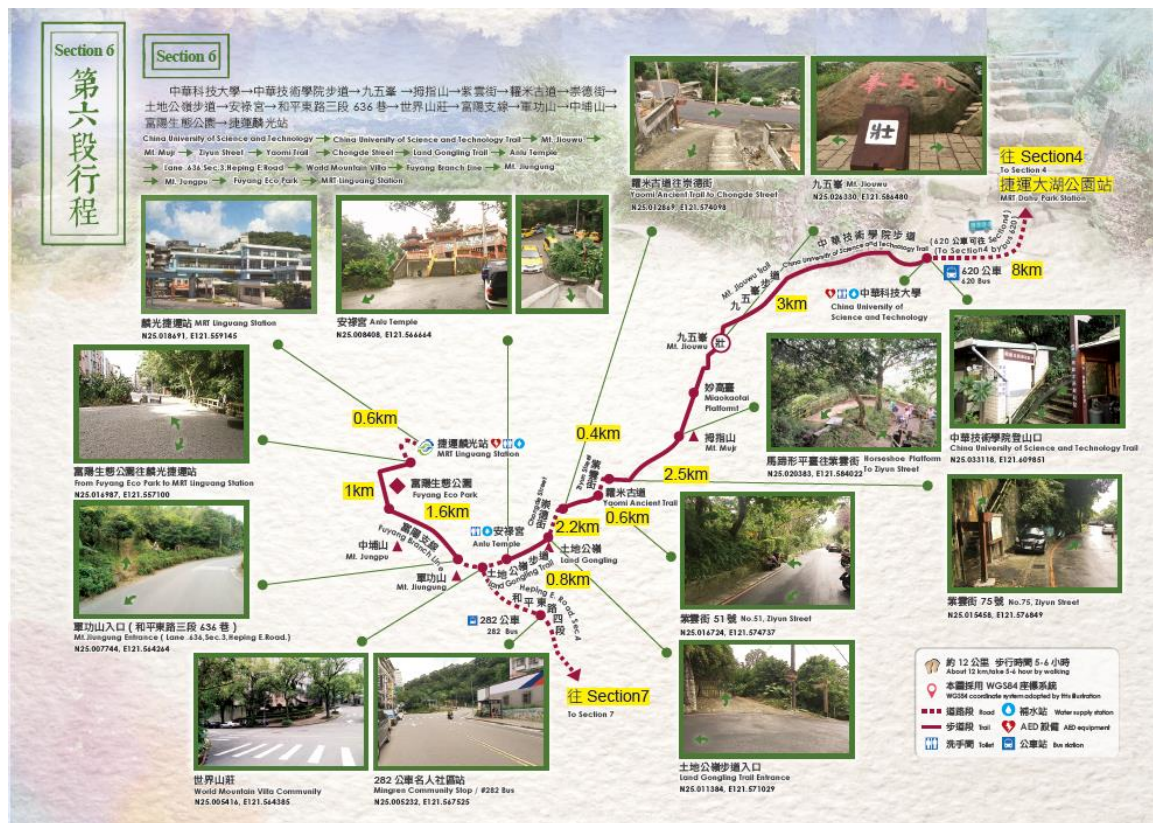 Section 6
第六段行程
Section 6
中華科技大學→中華技術學院步道→九五峯→拇指山→紫雲街→糶米古道→崇德街→
土地公嶺步道→安祿宮→和平東路三段 636 巷→世界山莊→富陽支線→軍功山→中埔山→
富陽生態公園→捷運麟光站
China University of Science and Technology → China University of Science and Technology Trail → Mt. Jiouwu →
Mt. Muji → Ziyun Street → Yaomi Trail → Chongde Street → Land Gongling Trail → Anlu Temple
→ Lane .636,Sec.3,Heping E.Road → World Mountain Villa → Fuyang Branch Line → Mt. Jiungung
→ Mt. Jungpu → Fuyang Eco Park → MRT Linguang Station
糶米古道往崇德街
Yaomi Ancient Trail to Chongde Street
N25.012869, E121.574098
九五峯 Mt. Jiouwu
N25.026330, E121.586480
往 Section4
To Section 4
捷運大湖公園站
MRT Dahu Park Station
(620 公車可往 Section4)
(To Section4 by bus 620)
8km
620 公車
620 Bus
中華技術學院步道
China University of Science and Technology Trail
3km
Mt. Jiouwu Trail
九五峯步道
中華科技大學
China University of
Science and Technology
九五峯
Mt. Jiouwu
壯
妙高臺
Miaokaotai
Platformt
拇指山
Mt. Mujr
麟光捷運站 MRT Linguang Station
N25.018691, E121.559145
安祿宮 Anlu Temple
N25.008408, E121.566664
0.6km
捷運麟光站
MRT Linguang Station
富陽生態公園往麟光捷運站
From Fuyang Eco Park to MRT Linguang Station
N25.016987, E121.557100
富陽生態公園
Fuyang Eco Park
1km
1.6km
富陽支線
Fuyang Branch Line
中埔山
Mt. Jungpu
軍功山
Mt. Jiungung
安祿宮
Anlu Temple
土地公嶺步道
Land Gongling Trail
0.4km
紫雲街
Ziyun Street
崇德街
Chongde Street
2.2km
2.5km
糶米古道
Yaomi Ancient Trail
0.6km
土地公嶺
Land Gongling
0.8km
Heping E. Road, Sec.4
和平東路四段
282 公車
282 Bus
往 Section7
To Section 7
馬蹄形平臺往紫雲街
Horseshoe Platform
To Ziyun Street
N25.020383, E121.584022
中華技術學院登山口
China University of Science and Technology Trail
N25.033118, E121.609851
紫雲街 51 號 No.51, Ziyun Street
N25.016724, E121.574737
紫雲街 75 號 No.75, Ziyun Street
N25.015458, E121.576849
軍功山入口 ( 和平東路三段 636 巷 )
Mt.Jiungung Entrance ( Lane .636,Sec.3,Heping E.Road.)
N25.007744, E121.564264
世界山莊
World Mountain Villa Community
N25.005416, E121.564385
282 公車名人社區站
Mingren Community Stop / #282 Bus
N25.005232, E121.567525
土地公嶺步道入口
Land Gongling Trail Entrance
N25.011384, E121.571029
約 12 公里 步行時間 5-6 小時
About 12 km,take 5-6 hour by walking
本圖採用 WGS84 座標系統
WGS84 coordinate system adopted by this illustration
道路段 Road
補水站 Water supply station
步道段 Trail
AED 設備 AED equipment
洗手間 Toilet
公車站 Bus station